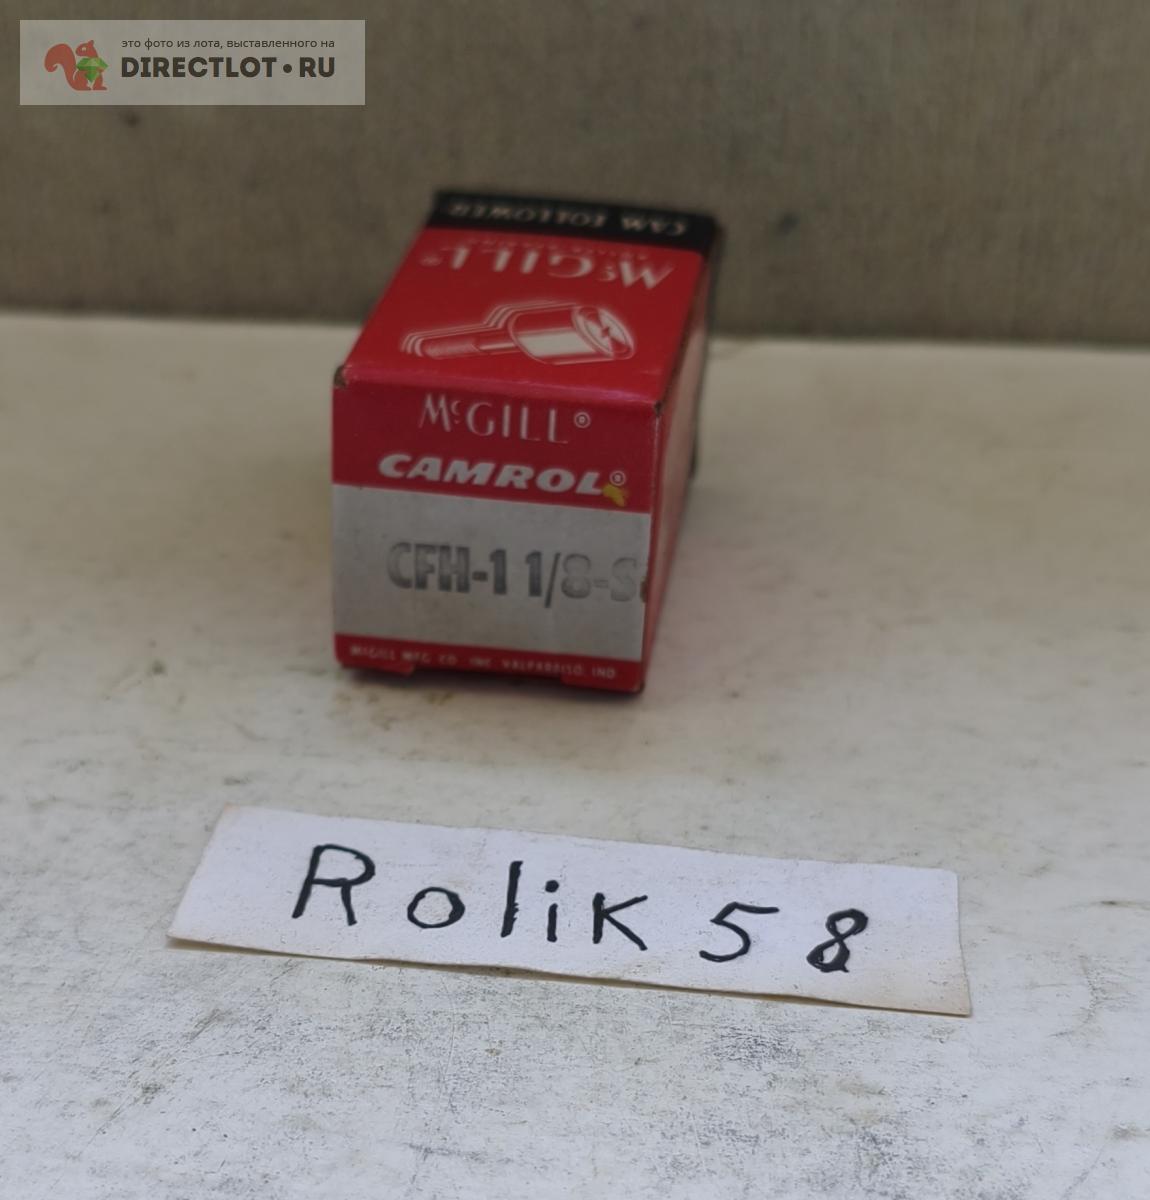 это фото из лота, выставленного на
DIRECTLOT•RU
CAM FOLLOWER
McGILL®
McGILL®
CAMROL®
CFH-1 1/8-S
McGILL MFG. CO. INC. VALPARAISO, IND.
Rolik 58